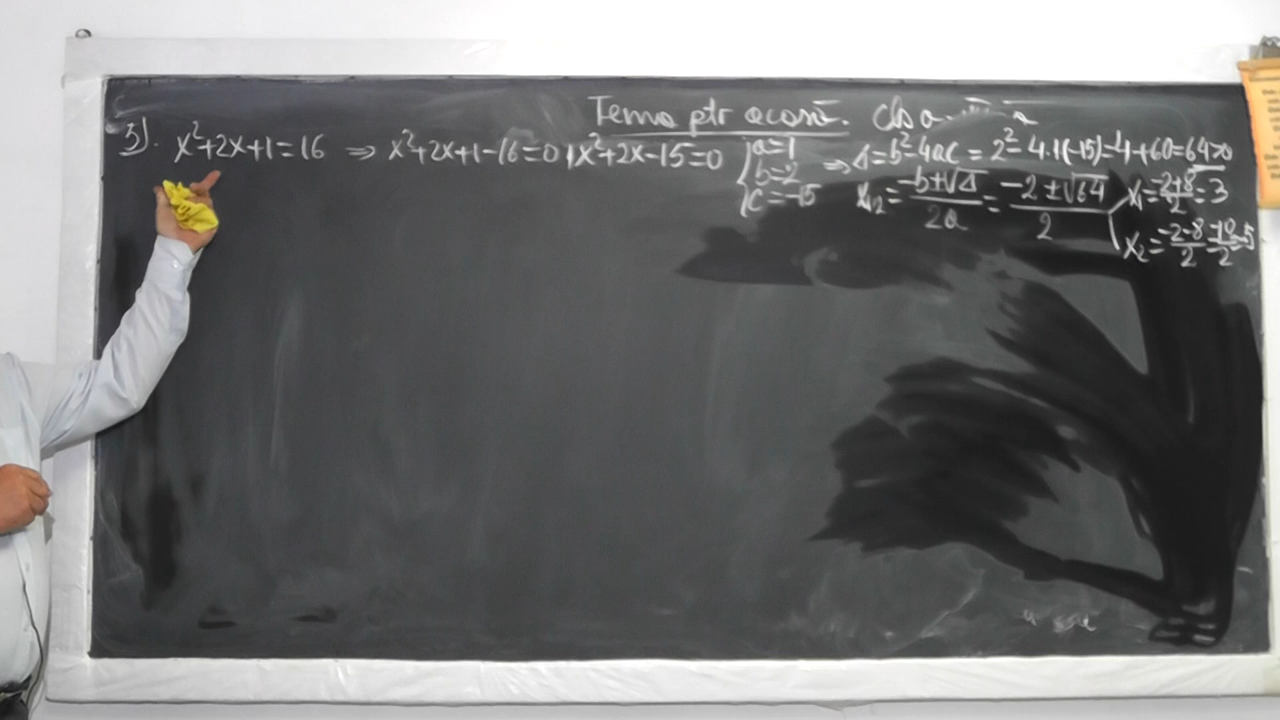 Tema ptr acasă.
3). x²+2x+1=16 ⇒ x²+2x+1-16=0, x²+2x-15=0 { a=1 b=2 c=-15 ⇒ Δ=b²-4ac = 2²-4·1(-15)=4+60=64>0
x₁,₂ = (-b±√Δ)/2a = (-2±√64)/2
x₁=(-2+8)/2=3
x₂=(-2-8)/2=-10/2=-5